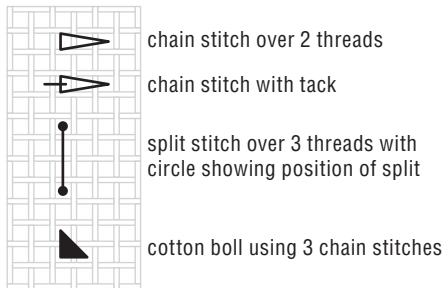 chain stitch over 2 threads
chain stitch with tack
split stitch over 3 threads with
circle showing position of split
cotton boll using 3 chain stitches